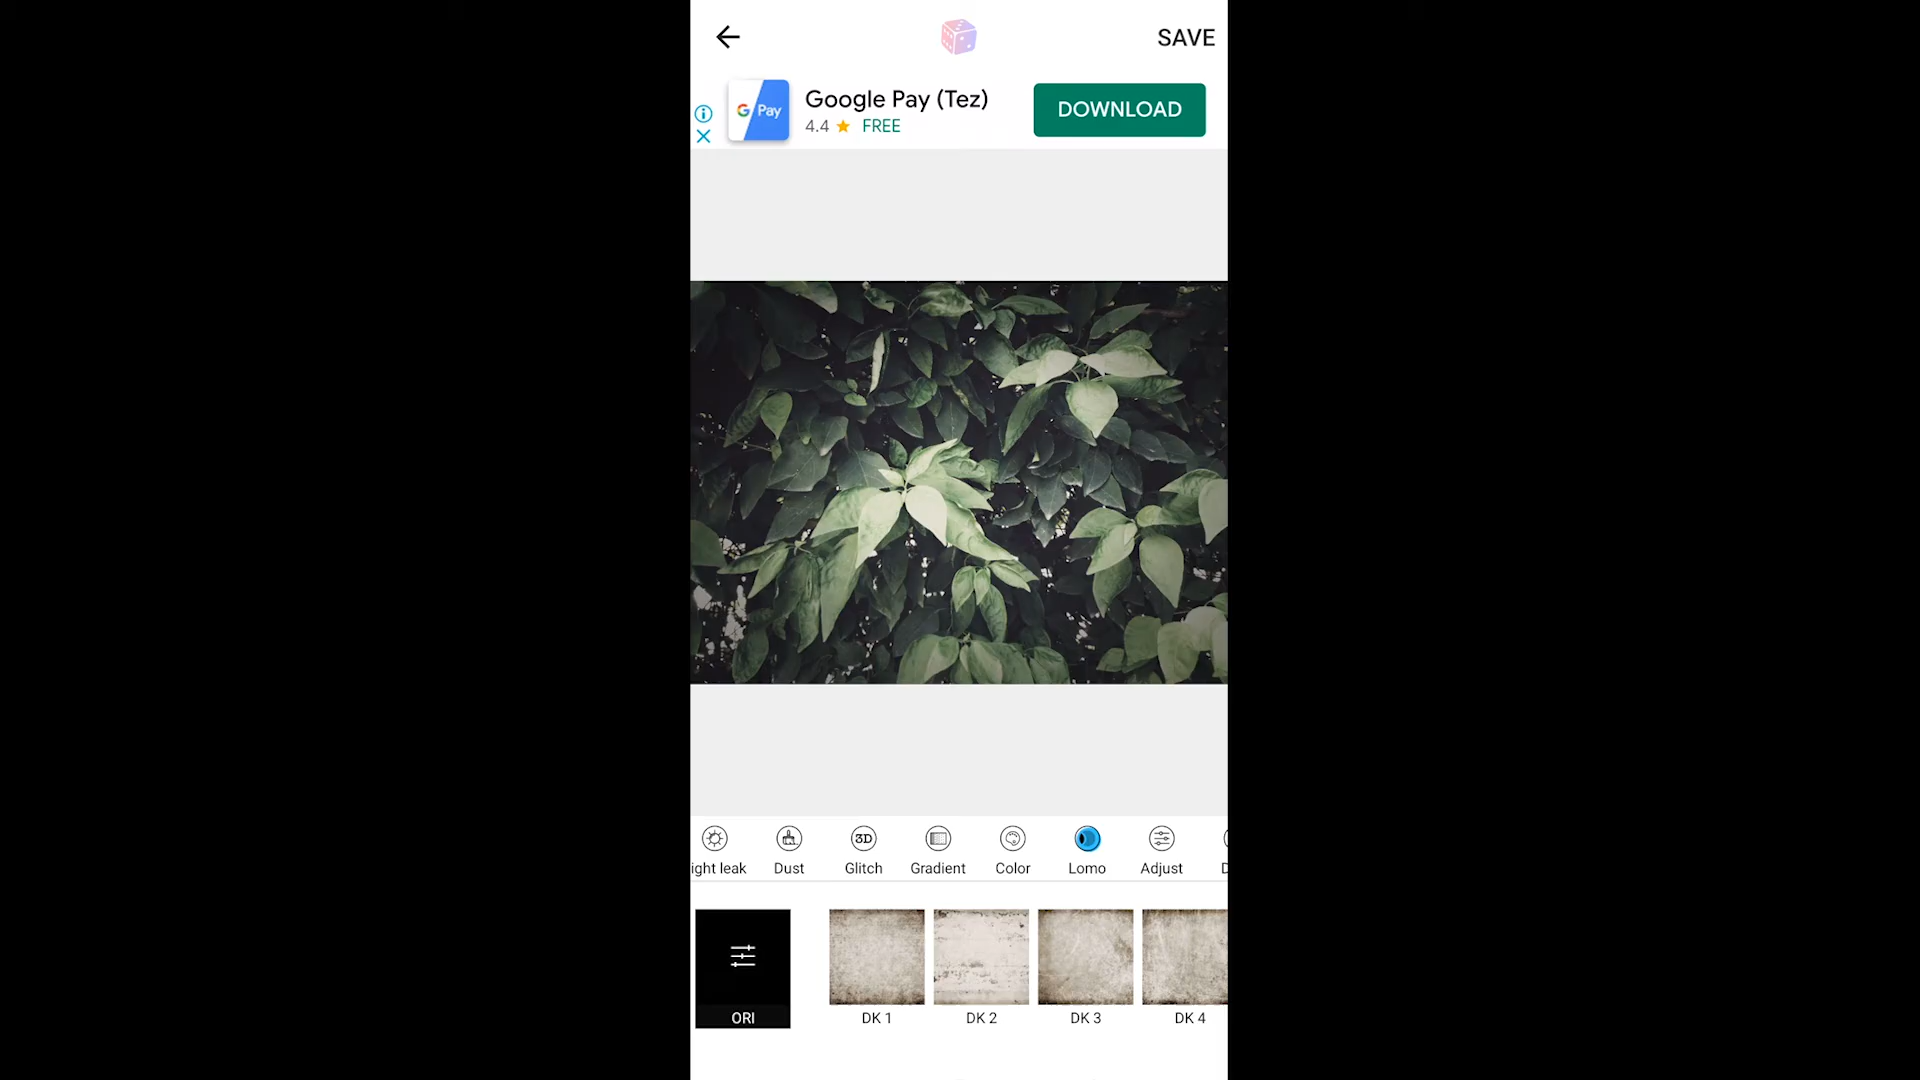 SAVE
G Pay
Google Pay (Tez)
4.4 ★ FREE
DOWNLOAD
ight leak
Dust
3D
Glitch
Gradient
Color
Lomo
Adjust
D
ORI
DK 1
DK 2
DK 3
DK 4